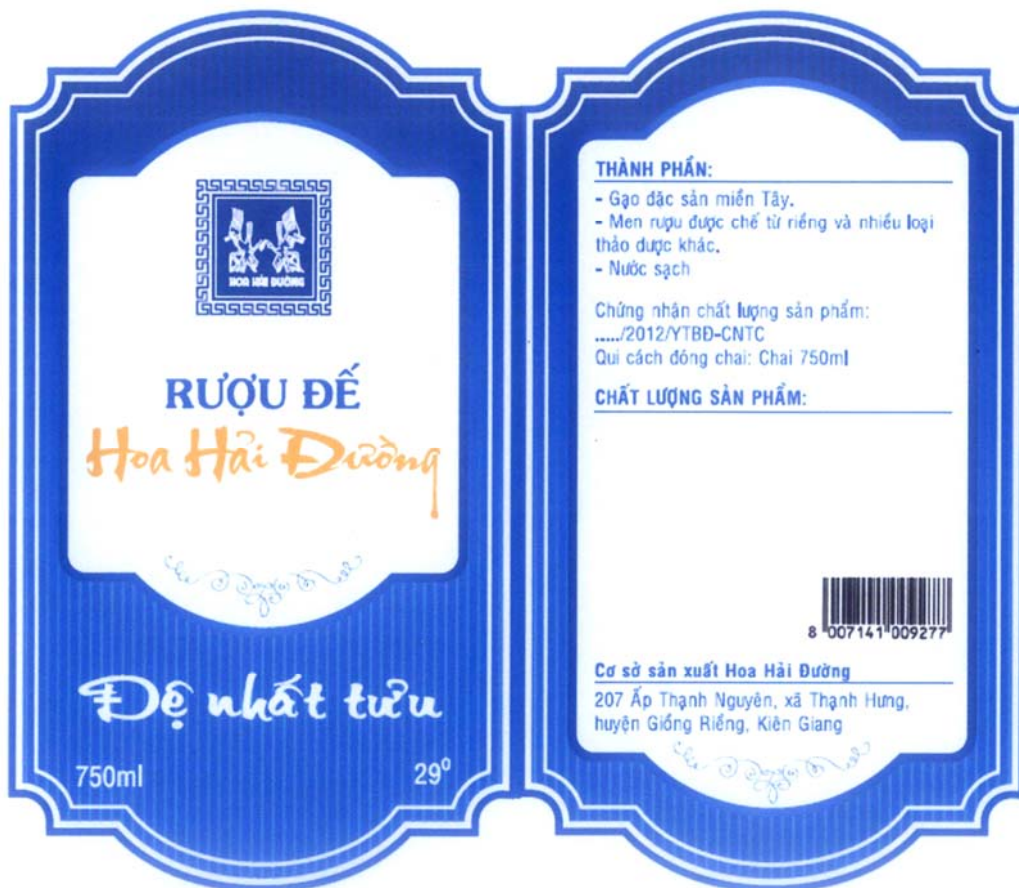 HOA HẢI ĐƯỜNG
RƯỢU ĐẾ
Hoa Hải Đường
Đệ nhất tửu
750ml
29⁰
THÀNH PHẦN:
- Gạo đặc sản miền Tây.
- Men rượu được chế từ riềng và nhiều loại
thảo dược khác.
- Nước sạch
Chứng nhận chất lượng sản phẩm:
...../2012/YTBĐ-CNTC
Qui cách đóng chai: Chai 750ml
CHẤT LƯỢNG SẢN PHẨM:
8 007141 009277
Cơ sở sản xuất Hoa Hải Đường
207 Ấp Thạnh Nguyên, xã Thạnh Hưng,
huyện Giồng Riềng, Kiên Giang